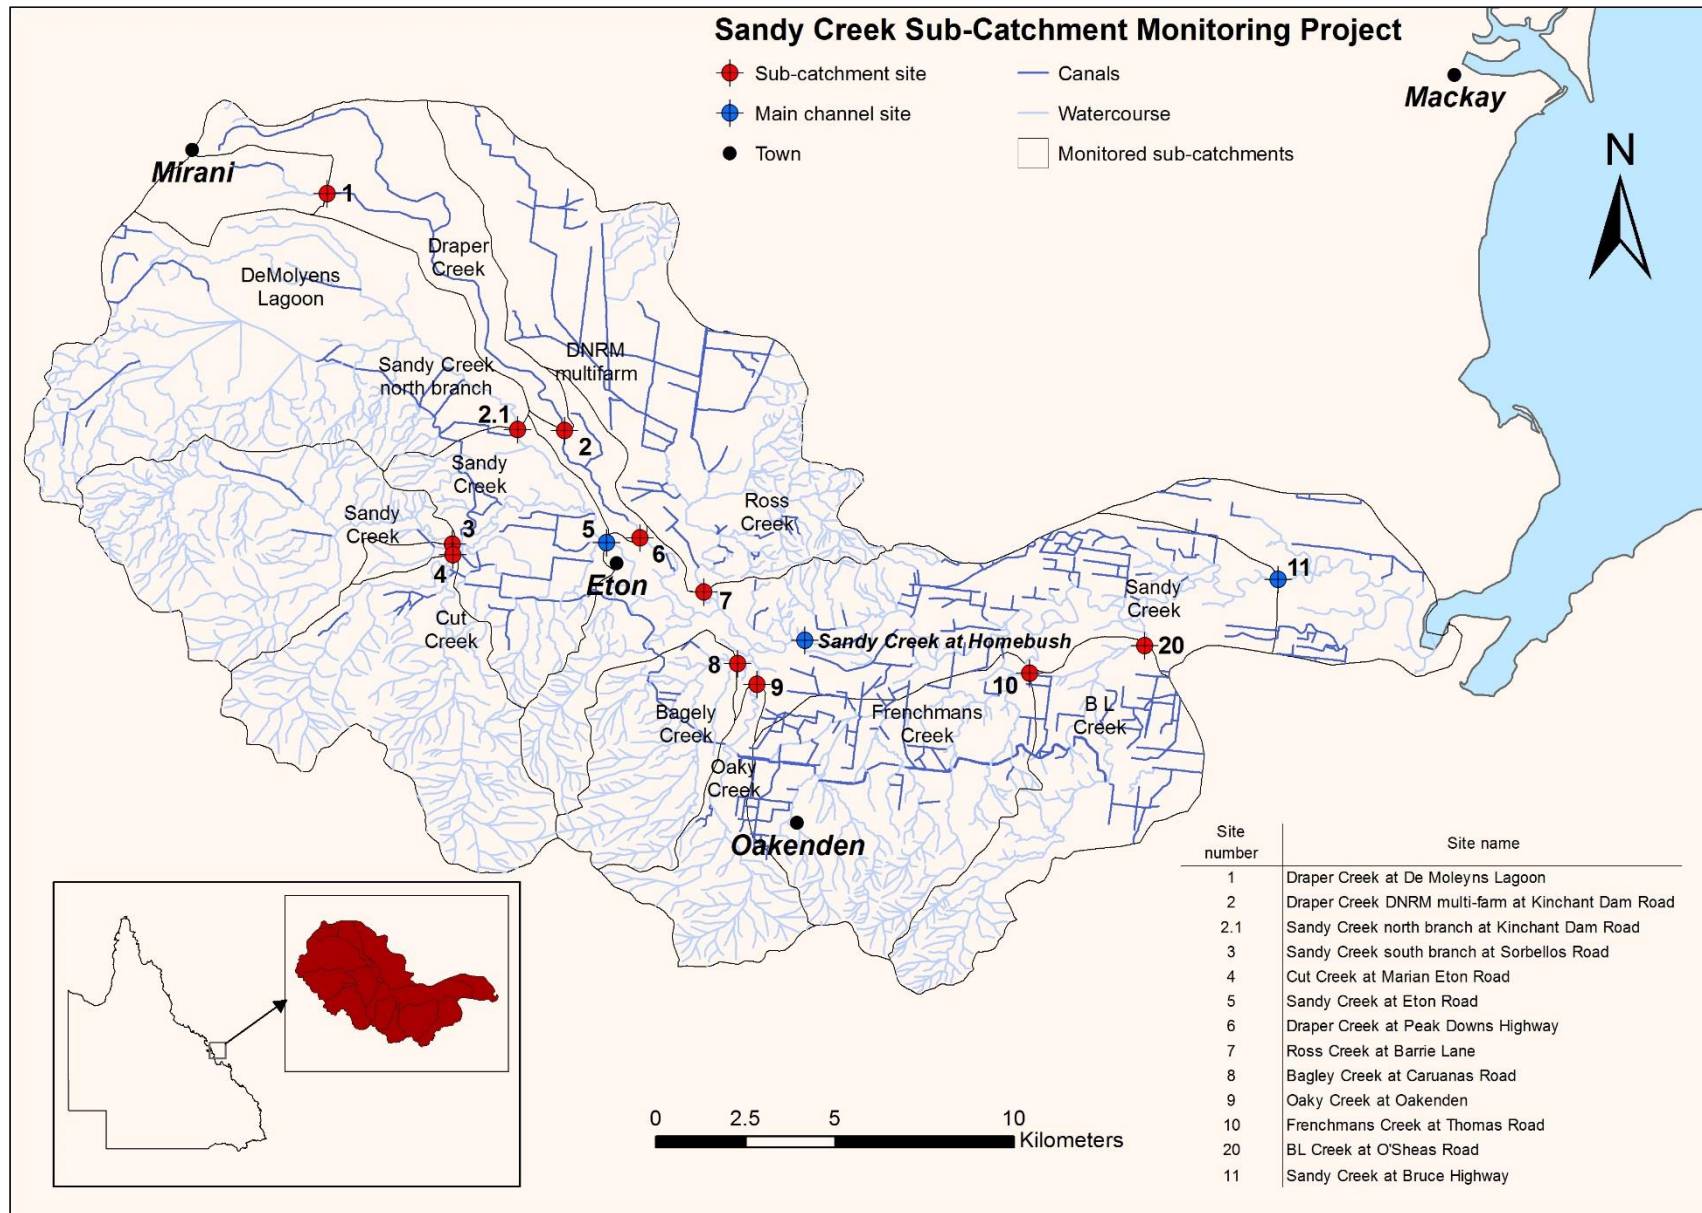 Sandy Creek Sub-Catchment Monitoring Project
Sub-catchment site
Canals
Main channel site
Watercourse
Town
Monitored sub-catchments
Mackay
N
Mirani
1
Draper
Creek
DeMolyens
Lagoon
DNRM
multifarm
Sandy Creek
north branch
2.1
2
Sandy
Creek
Ross
Creek
Sandy
Creek
3
4
5
6
Eton
7
11
Sandy
Creek
Cut
Creek
Sandy Creek at Homebush
20
8
9
10
Bagely
Creek
Frenchmans
Creek
B L
Creek
Oaky
Creek
Oakenden
Site
number
Site name
1 Draper Creek at De Moleyns Lagoon
2 Draper Creek DNRM multi-farm at Kinchant Dam Road
2.1 Sandy Creek north branch at Kinchant Dam Road
3 Sandy Creek south branch at Sorbellos Road
4 Cut Creek at Marian Eton Road
5 Sandy Creek at Eton Road
6 Draper Creek at Peak Downs Highway
7 Ross Creek at Barrie Lane
8 Bagley Creek at Caruanas Road
9 Oaky Creek at Oakenden
10 Frenchmans Creek at Thomas Road
20 BL Creek at O'Sheas Road
11 Sandy Creek at Bruce Highway
0 2.5 5 10
Kilometers